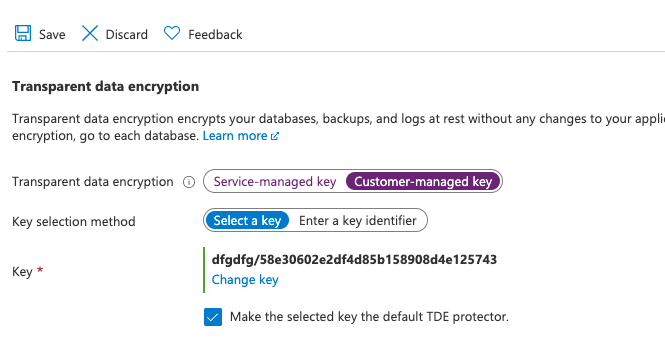 Save Discard Feedback
Transparent data encryption
Transparent data encryption encrypts your databases, backups, and logs at rest without any changes to your appli
encryption, go to each database. Learn more
Transparent data encryption Service-managed key Customer-managed key
Key selection method Select a key Enter a key identifier
dfgdfg/58e30602e2df4d85b158908d4e125743
Key *
Change key
Make the selected key the default TDE protector.